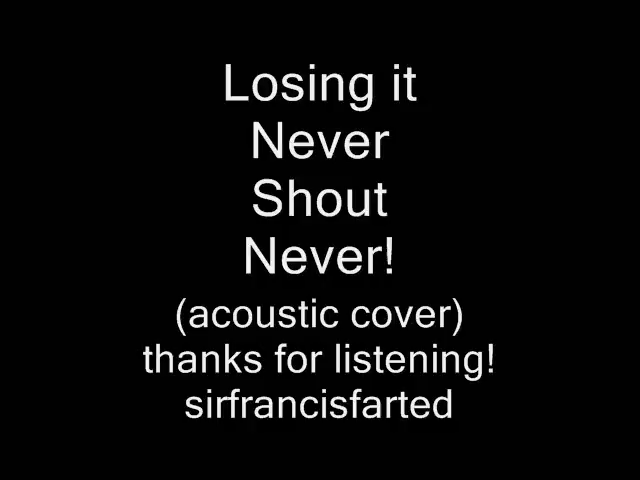 Losing it
Never
Shout
Never!
(acoustic cover)
thanks for listening!
sirfrancisfarted